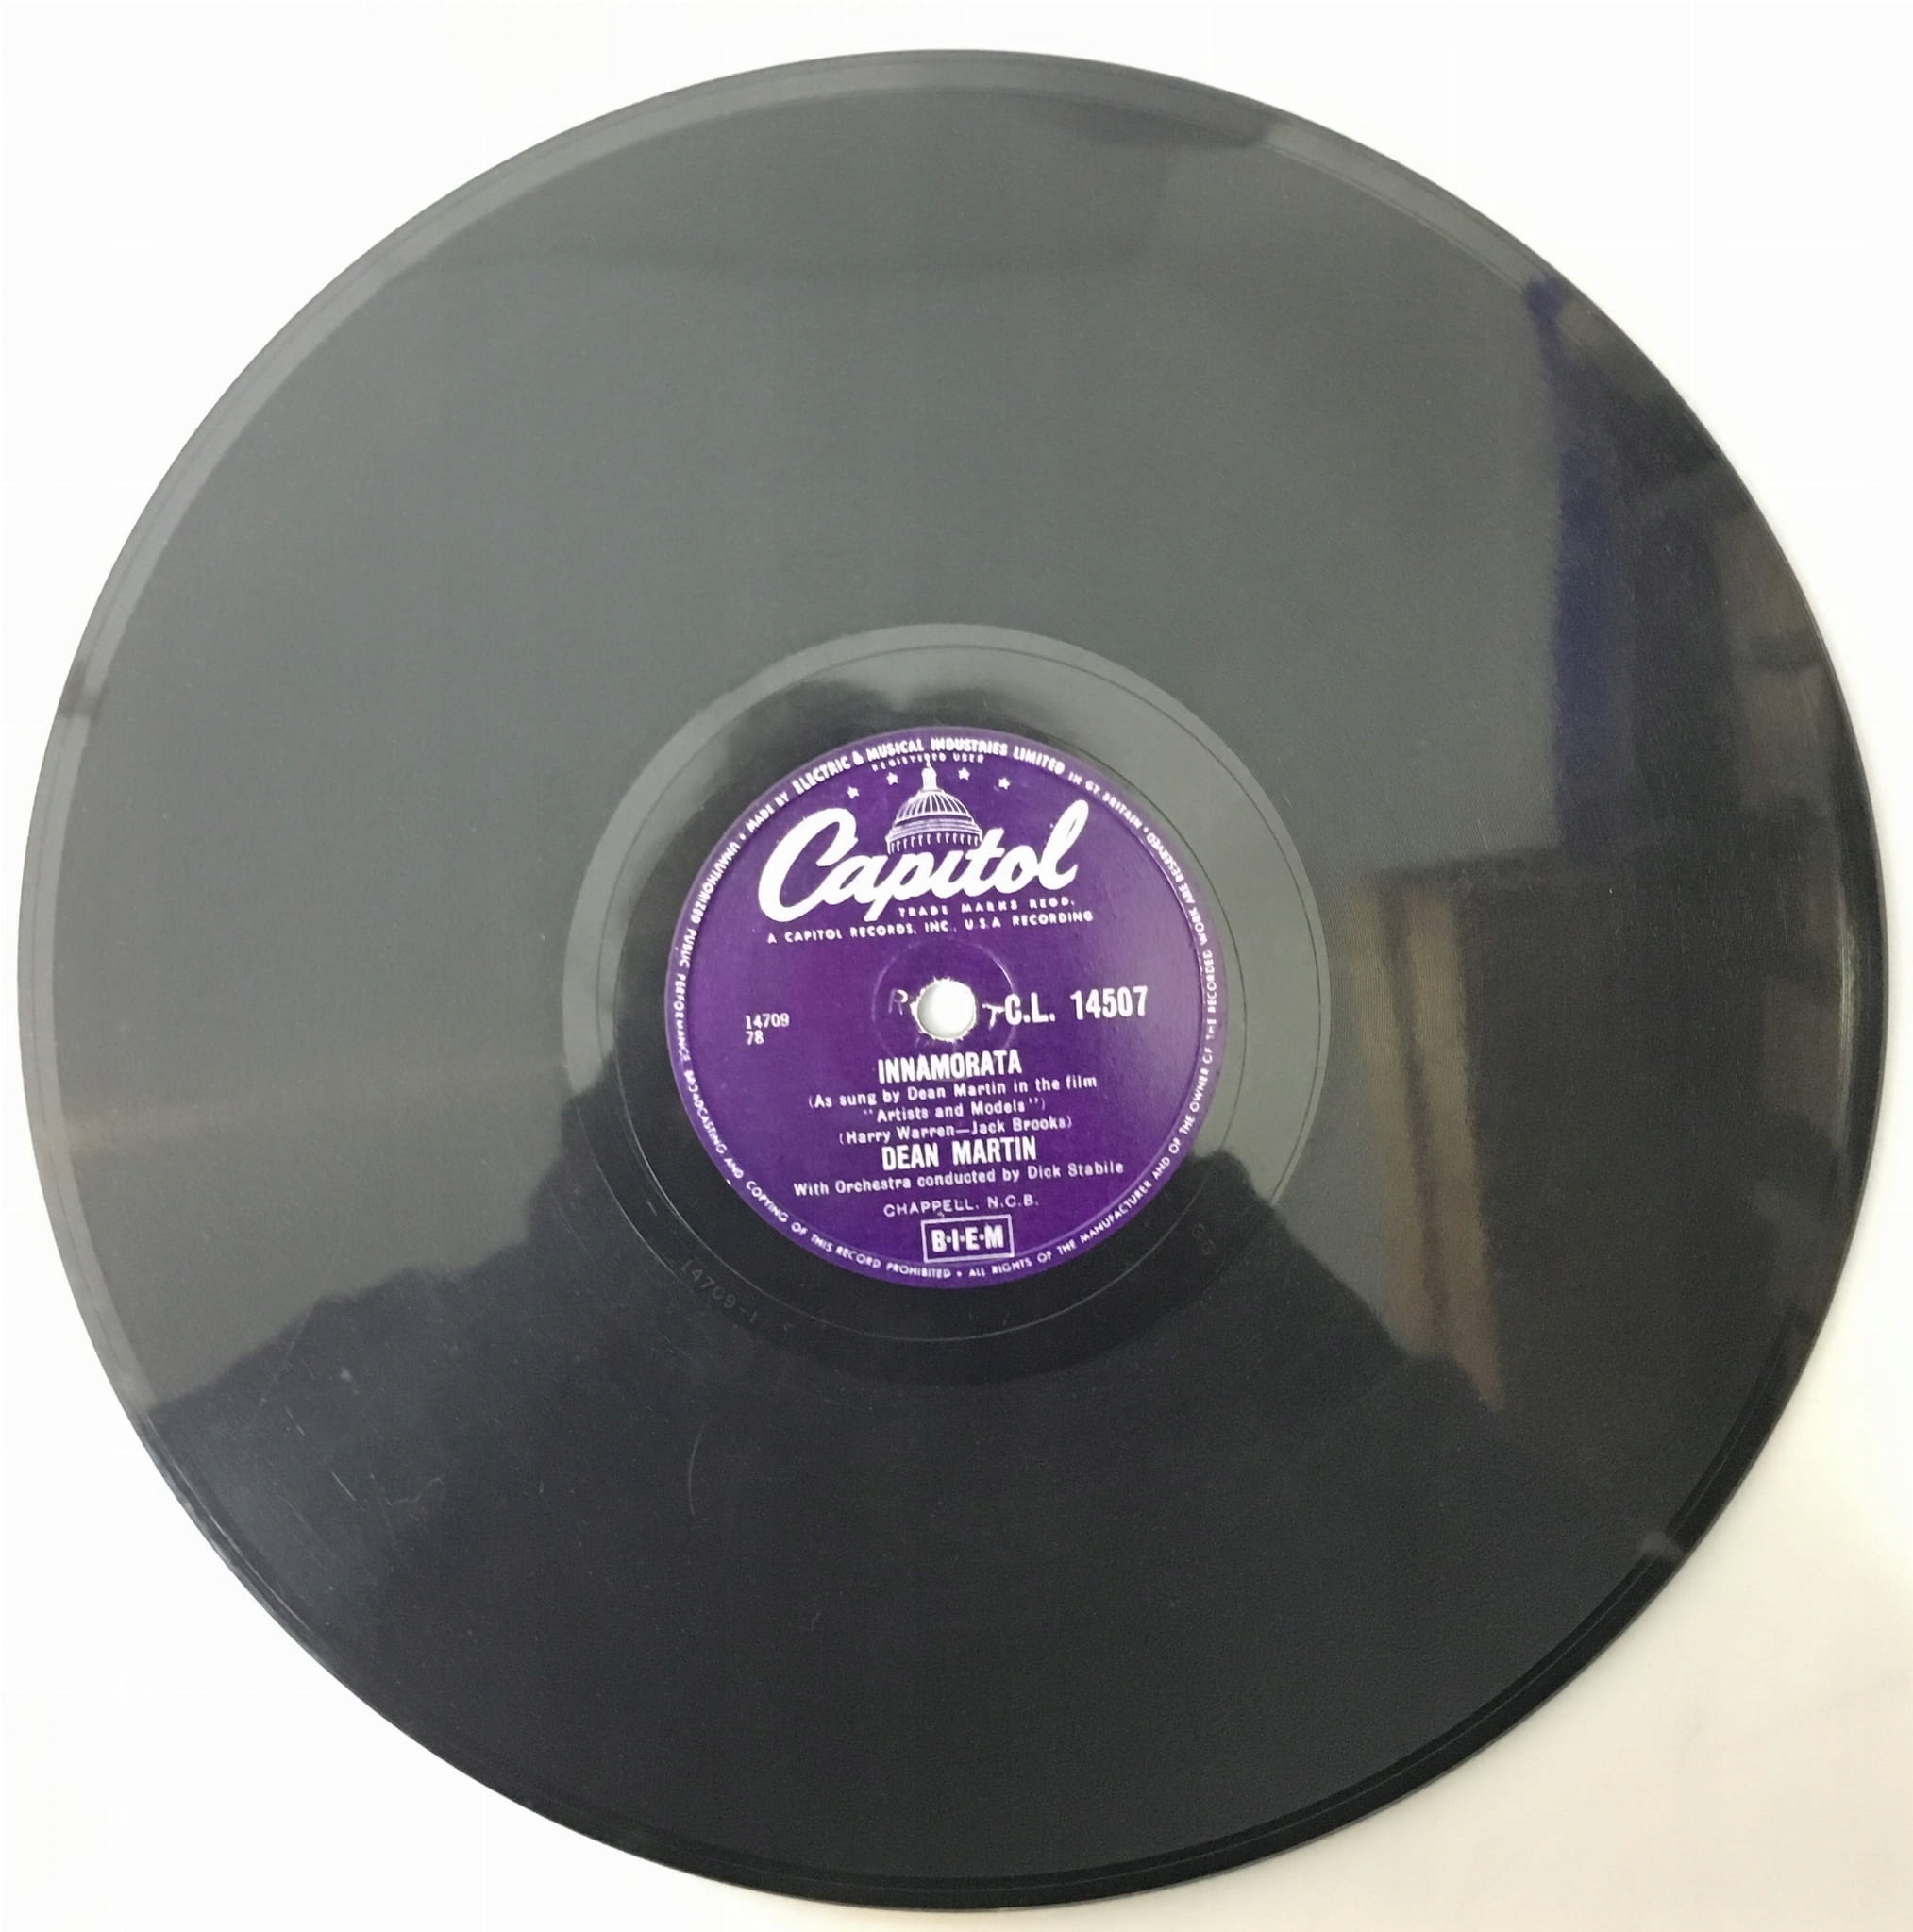 MADE BY ELECTRIC & MUSICAL INDUSTRIES LIMITED IN GT. BRITAIN •
REGISTERED USER
Capitol
TRADE MARKS REGD.
A CAPITOL RECORDS, INC., U.S.A. RECORDING
C.L. 14507
14709
78
INNAMORATA
(As sung by Dean Martin in the film
"Artists and Models")
(Harry Warren—Jack Brooks)
DEAN MARTIN
With Orchestra conducted by Dick Stabile
CHAPPELL. N.C.B.
B·I·E·M
UNAUTHORIZED PUBLIC PERFORMANCE BROADCASTING AND COPYING OF THIS RECORD PROHIBITED • ALL RIGHTS OF THE MANUFACTURER AND OF THE OWNER OF THE RECORDED WORK ARE RESERVED •
14709-1